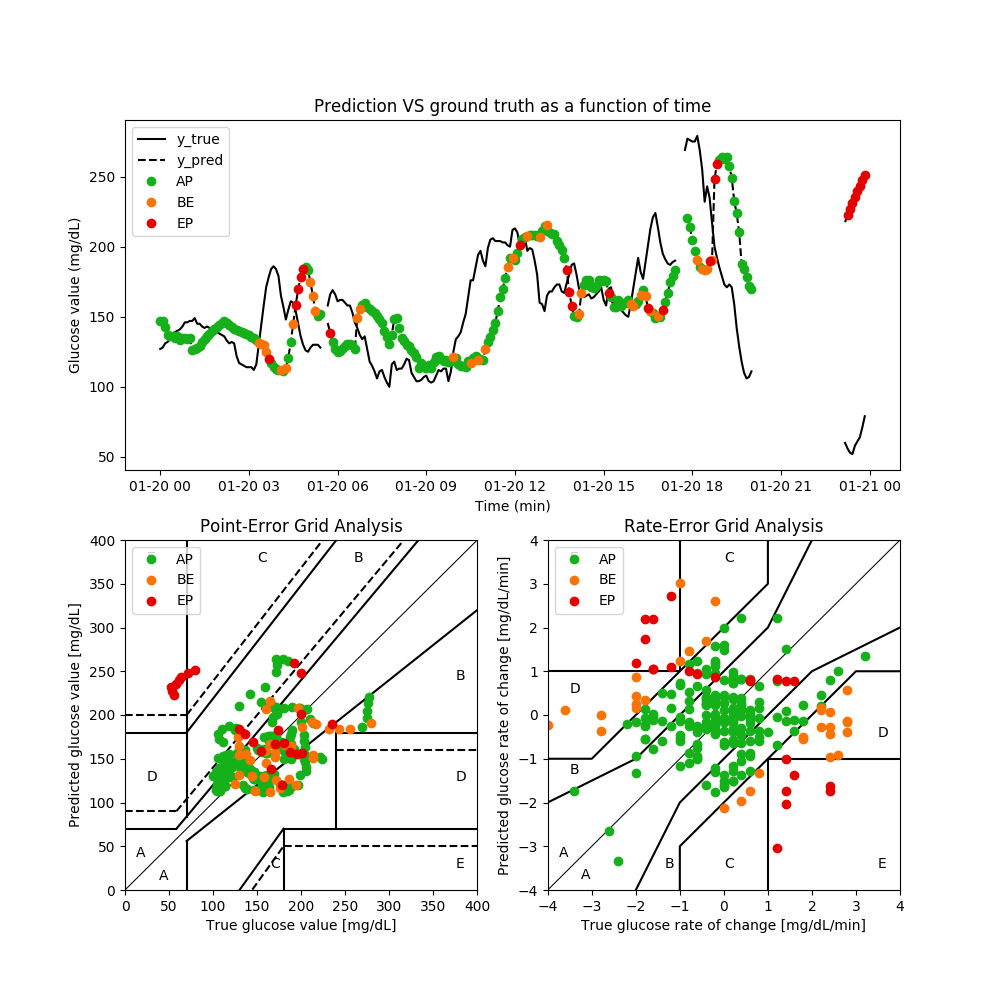 Prediction VS ground truth as a function of time
y_true
y_pred
AP
BE
EP
Glucose value (mg/dL)
250
200
150
100
50
01-20 00 01-20 03 01-20 06 01-20 09 01-20 12 01-20 15 01-20 18 01-20 21 01-21 00
Time (min)
Point-Error Grid Analysis
AP
BE
EP
C
B
B
D
D
A
A
C
E
Predicted glucose value [mg/dL]
400
350
300
250
200
150
100
50
0
0 50 100 150 200 250 300 350 400
True glucose value [mg/dL]
Rate-Error Grid Analysis
AP
BE
EP
C
D
D
B
A
A
B
C
E
Predicted glucose rate of change [mg/dL/min]
4
3
2
1
0
−1
−2
−3
−4
−4 −3 −2 −1 0 1 2 3 4
True glucose rate of change [mg/dL/min]